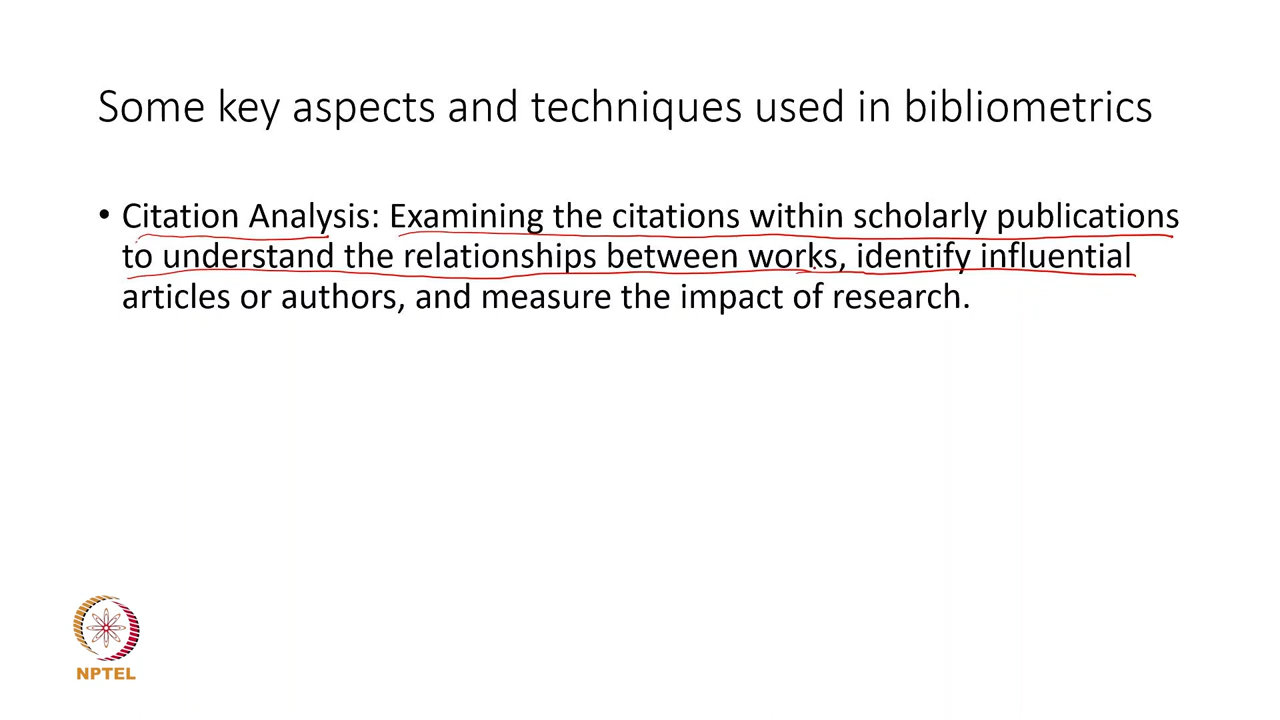 Some key aspects and techniques used in bibliometrics
• Citation Analysis: Examining the citations within scholarly publications
to understand the relationships between works, identify influential
articles or authors, and measure the impact of research.
NPTEL